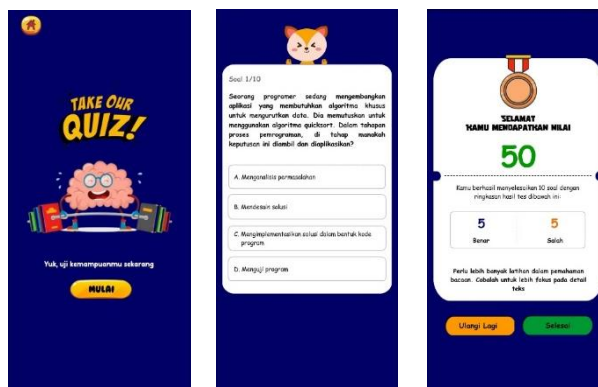 TAKE OUR
QUIZ!
Yuk, uji kemampuanmu sekarang
MULAI
Soal 1/10
Seorang programer sedang mengembangkan
aplikasi yang membutuhkan algoritma khusus
untuk mengurutkan data. Dia memutuskan untuk
menggunakan algoritma quicksort. Dalam tahapan
proses pemrograman, di tahap manakah
keputusan ini diambil dan diaplikasikan?
A. Menganalisis permasalahan
B. Mendesain solusi
C. Mengimplementasikan solusi dalam bentuk kode
program
D. Menguji program
SELAMAT
KAMU MENDAPATKAN NILAI
50
Kamu berhasil menyelesaikan 10 soal dengan
ringkasan hasil tes dibawah ini:
5 5
Benar Salah
Perlu lebih banyak latihan dalam pemahaman
bacaan. Cobalah untuk lebih fokus pada detail
teks
Ulangi Lagi Selesai